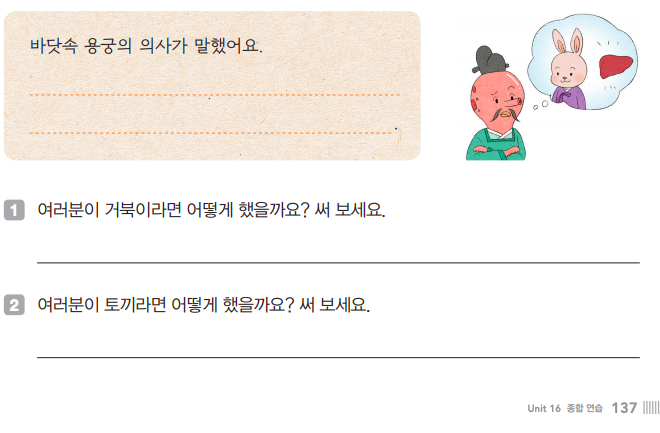 바닷속 용궁의 의사가 말했어요.
1 여러분이 거북이라면 어떻게 했을까요? 써 보세요.
2 여러분이 토끼라면 어떻게 했을까요? 써 보세요.
Unit 16 종합 연습 137